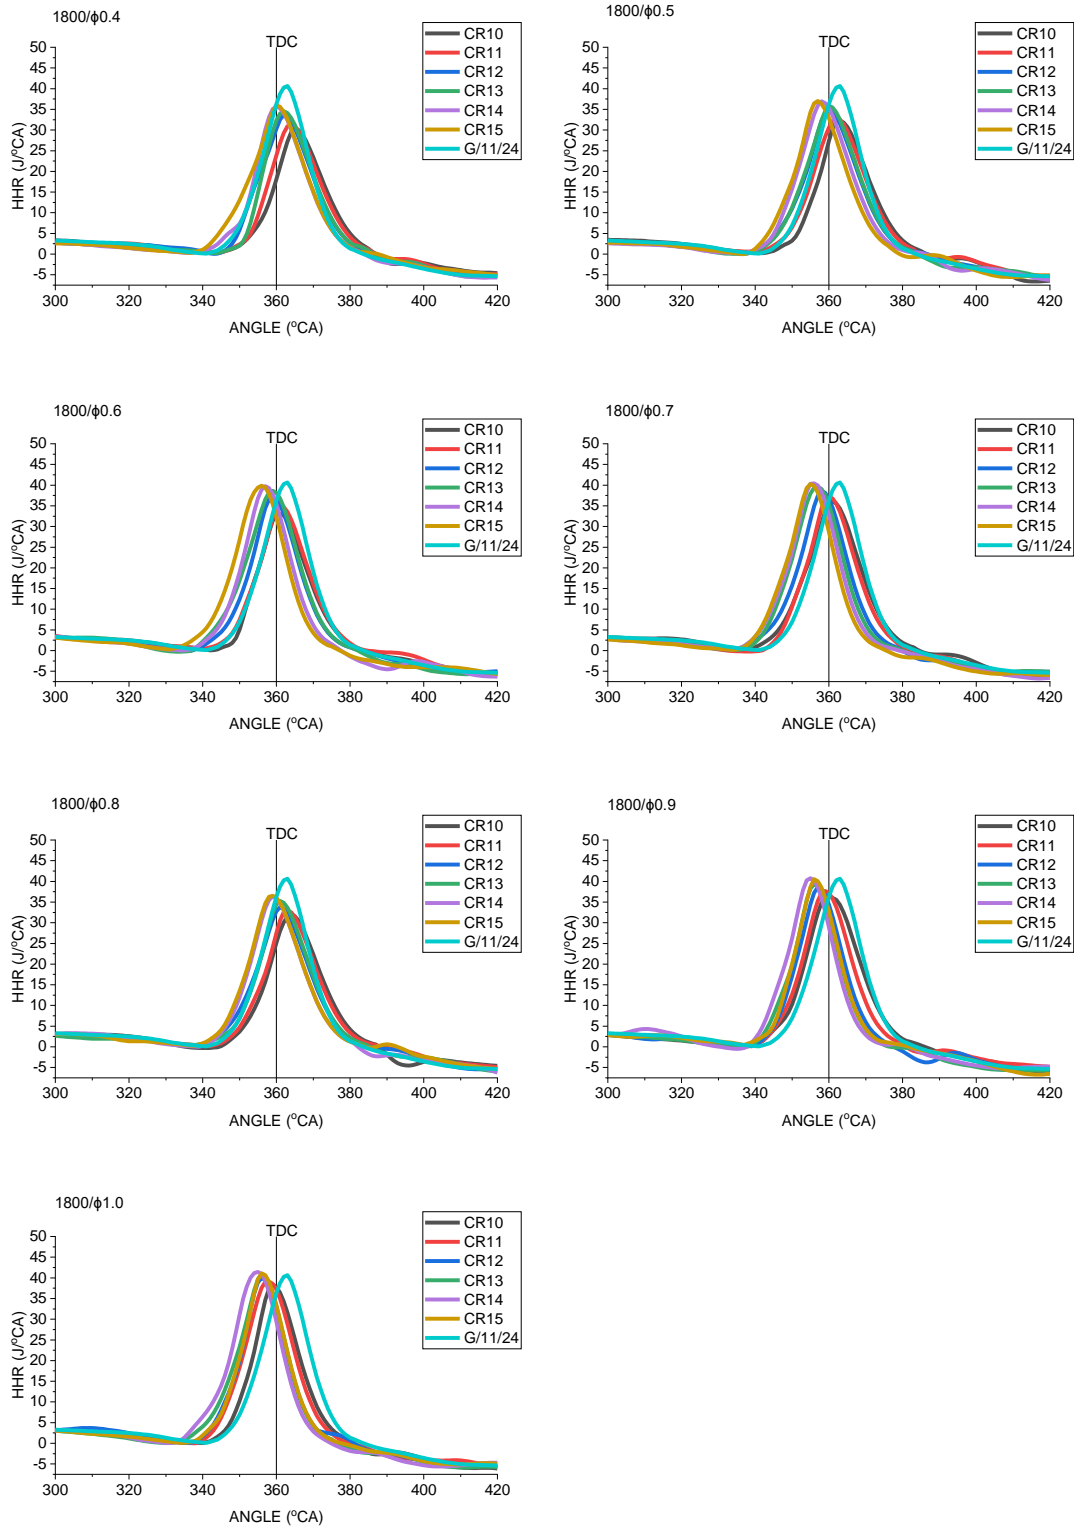 1800/ϕ0.4
TDC
CR10
CR11
CR12
CR13
CR14
CR15
G/11/24
HHR (J/°CA)
50
45
40
35
30
25
20
15
10
5
0
-5
300 320 340 360 380 400 420
ANGLE (°CA)
1800/ϕ0.5
TDC
CR10
CR11
CR12
CR13
CR14
CR15
G/11/24
HHR (J/°CA)
50
45
40
35
30
25
20
15
10
5
0
-5
300 320 340 360 380 400 420
ANGLE (°CA)
1800/ϕ0.6
TDC
CR10
CR11
CR12
CR13
CR14
CR15
G/11/24
HHR (J/°CA)
50
45
40
35
30
25
20
15
10
5
0
-5
300 320 340 360 380 400 420
ANGLE (°CA)
1800/ϕ0.7
TDC
CR10
CR11
CR12
CR13
CR14
CR15
G/11/24
HHR (J/°CA)
50
45
40
35
30
25
20
15
10
5
0
-5
300 320 340 360 380 400 420
ANGLE (°CA)
1800/ϕ0.8
TDC
CR10
CR11
CR12
CR13
CR14
CR15
G/11/24
HHR (J/°CA)
50
45
40
35
30
25
20
15
10
5
0
-5
300 320 340 360 380 400 420
ANGLE (°CA)
1800/ϕ0.9
TDC
CR10
CR11
CR12
CR13
CR14
CR15
G/11/24
HHR (J/°CA)
50
45
40
35
30
25
20
15
10
5
0
-5
300 320 340 360 380 400 420
ANGLE (°CA)
1800/ϕ1.0
TDC
CR10
CR11
CR12
CR13
CR14
CR15
G/11/24
HHR (J/°CA)
50
45
40
35
30
25
20
15
10
5
0
-5
300 320 340 360 380 400 420
ANGLE (°CA)